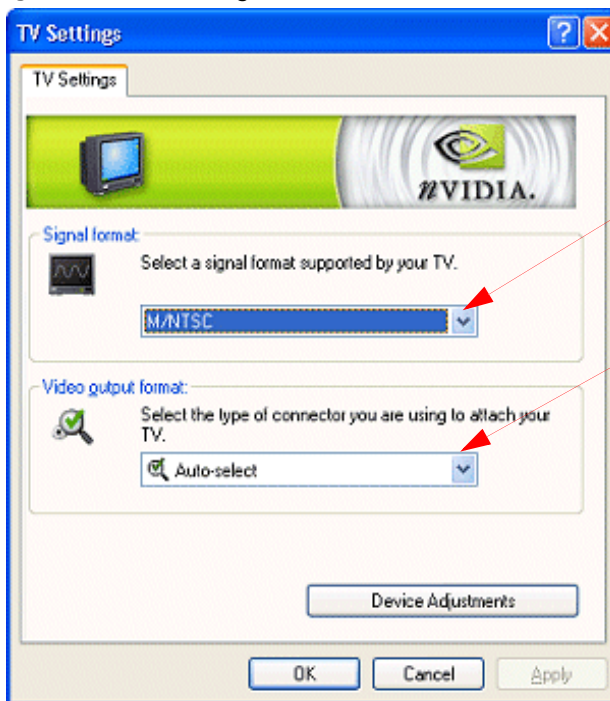 TV Settings
TV Settings
NVIDIA.
Signal format:
Select a signal format supported by your TV.
M/NTSC
Video output format:
Select the type of connector you are using to attach your
TV.
Auto-select
Device Adjustments
OK Cancel Apply